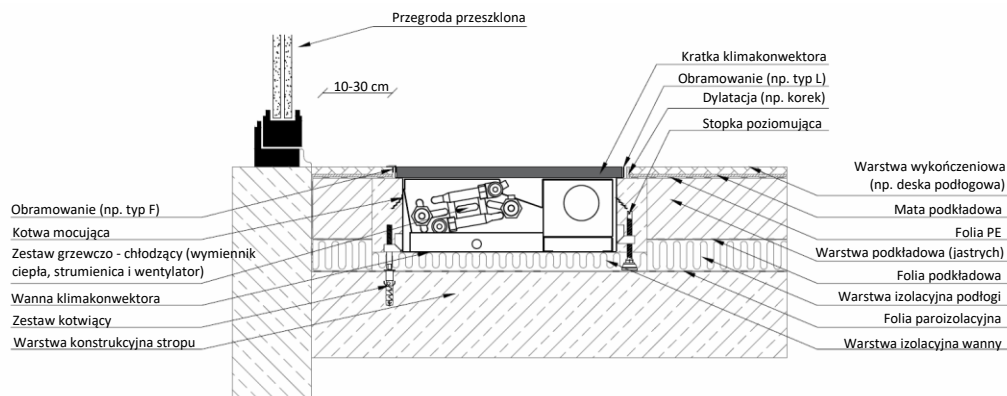 Przegroda przeszklona
10-30 cm
Kratka klimakonwektora
Obramowanie (np. typ L)
Dylatacja (np. korek)
Stopka poziomująca
Warstwa wykończeniowa
(np. deska podłogowa)
Mata podkładowa
Folia PE
Warstwa podkładowa (jastrych)
Folia podkładowa
Warstwa izolacyjna podłogi
Folia paroizolacyjna
Warstwa izolacyjna wanny
Obramowanie (np. typ F)
Kotwa mocująca
Zestaw grzewczo - chłodzący (wymiennik
ciepła, strumienica i wentylator)
Wanna klimakonwektora
Zestaw kotwiący
Warstwa konstrukcyjna stropu